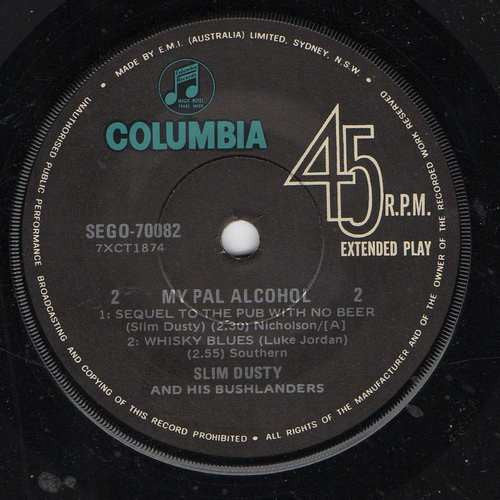 MADE BY E.M.I. (AUSTRALIA) LIMITED, SYDNEY, N.S.W.
COLUMBIA
45
R.P.M.
EXTENDED PLAY
SEGO-70082
7XCT1874
2 MY PAL ALCOHOL 2
1: SEQUEL TO THE PUB WITH NO BEER
(Slim Dusty) (2.30) Nicholson/[A]
2: WHISKY BLUES (Luke Jordan)
(2.55) Southern
SLIM DUSTY
AND HIS BUSHLANDERS
UNAUTHORISED PUBLIC PERFORMANCE BROADCASTING AND COPYING OF THIS RECORD PROHIBITED • ALL RIGHTS OF THE MANUFACTURER AND OF THE OWNER OF THE RECORDED WORK RESERVED